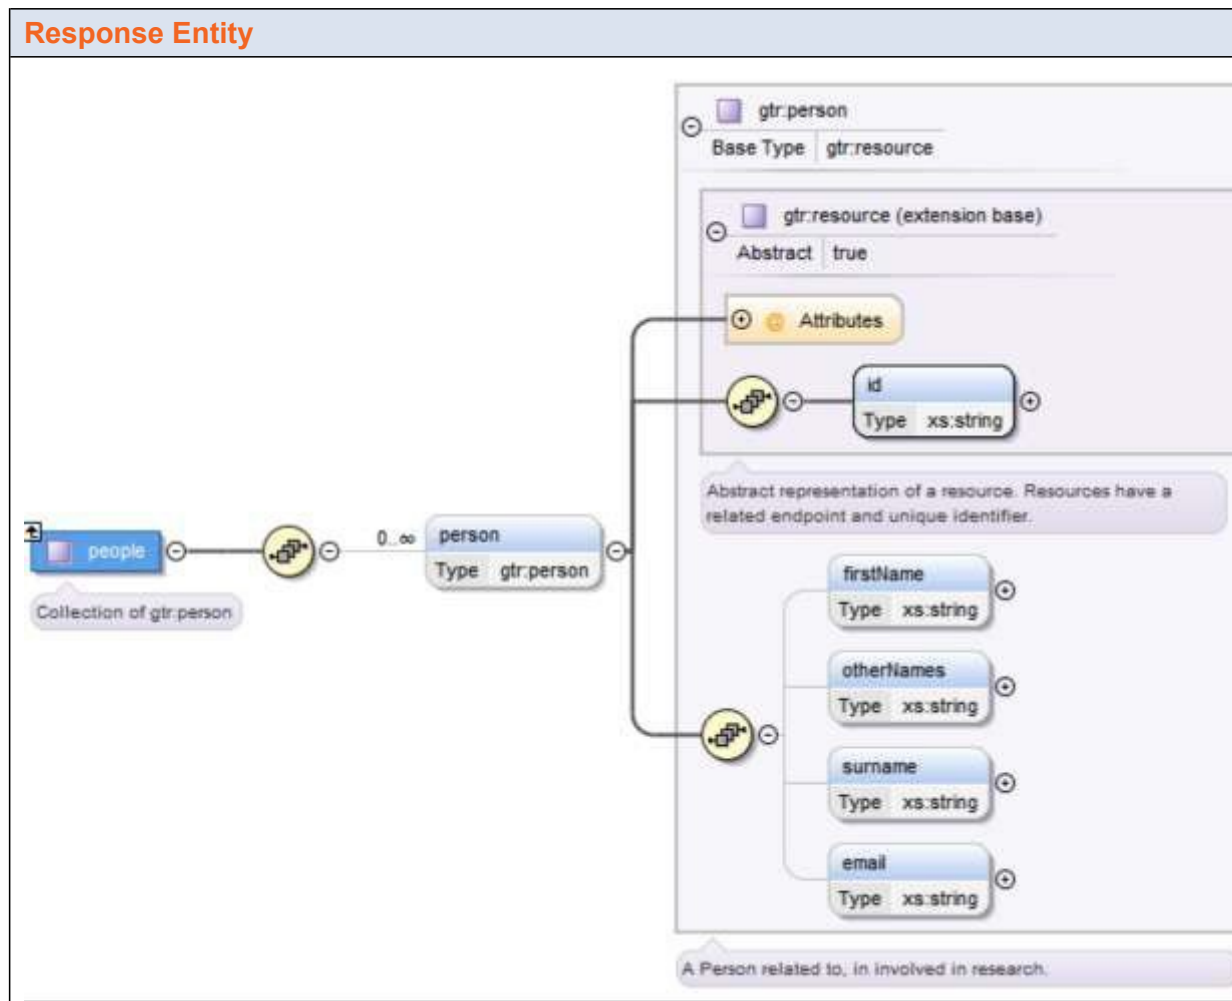 Response Entity
gtr:person
Base Type gtr:resource
gtr:resource (extension base)
Abstract true
@ Attributes
id
Type xs:string
Abstract representation of a resource. Resources have a
related endpoint and unique identifier.
people
0..∞
person
Type gtr:person
Collection of gtr:person
firstName
Type xs:string
otherNames
Type xs:string
surname
Type xs:string
email
Type xs:string
A Person related to, in involved in research.